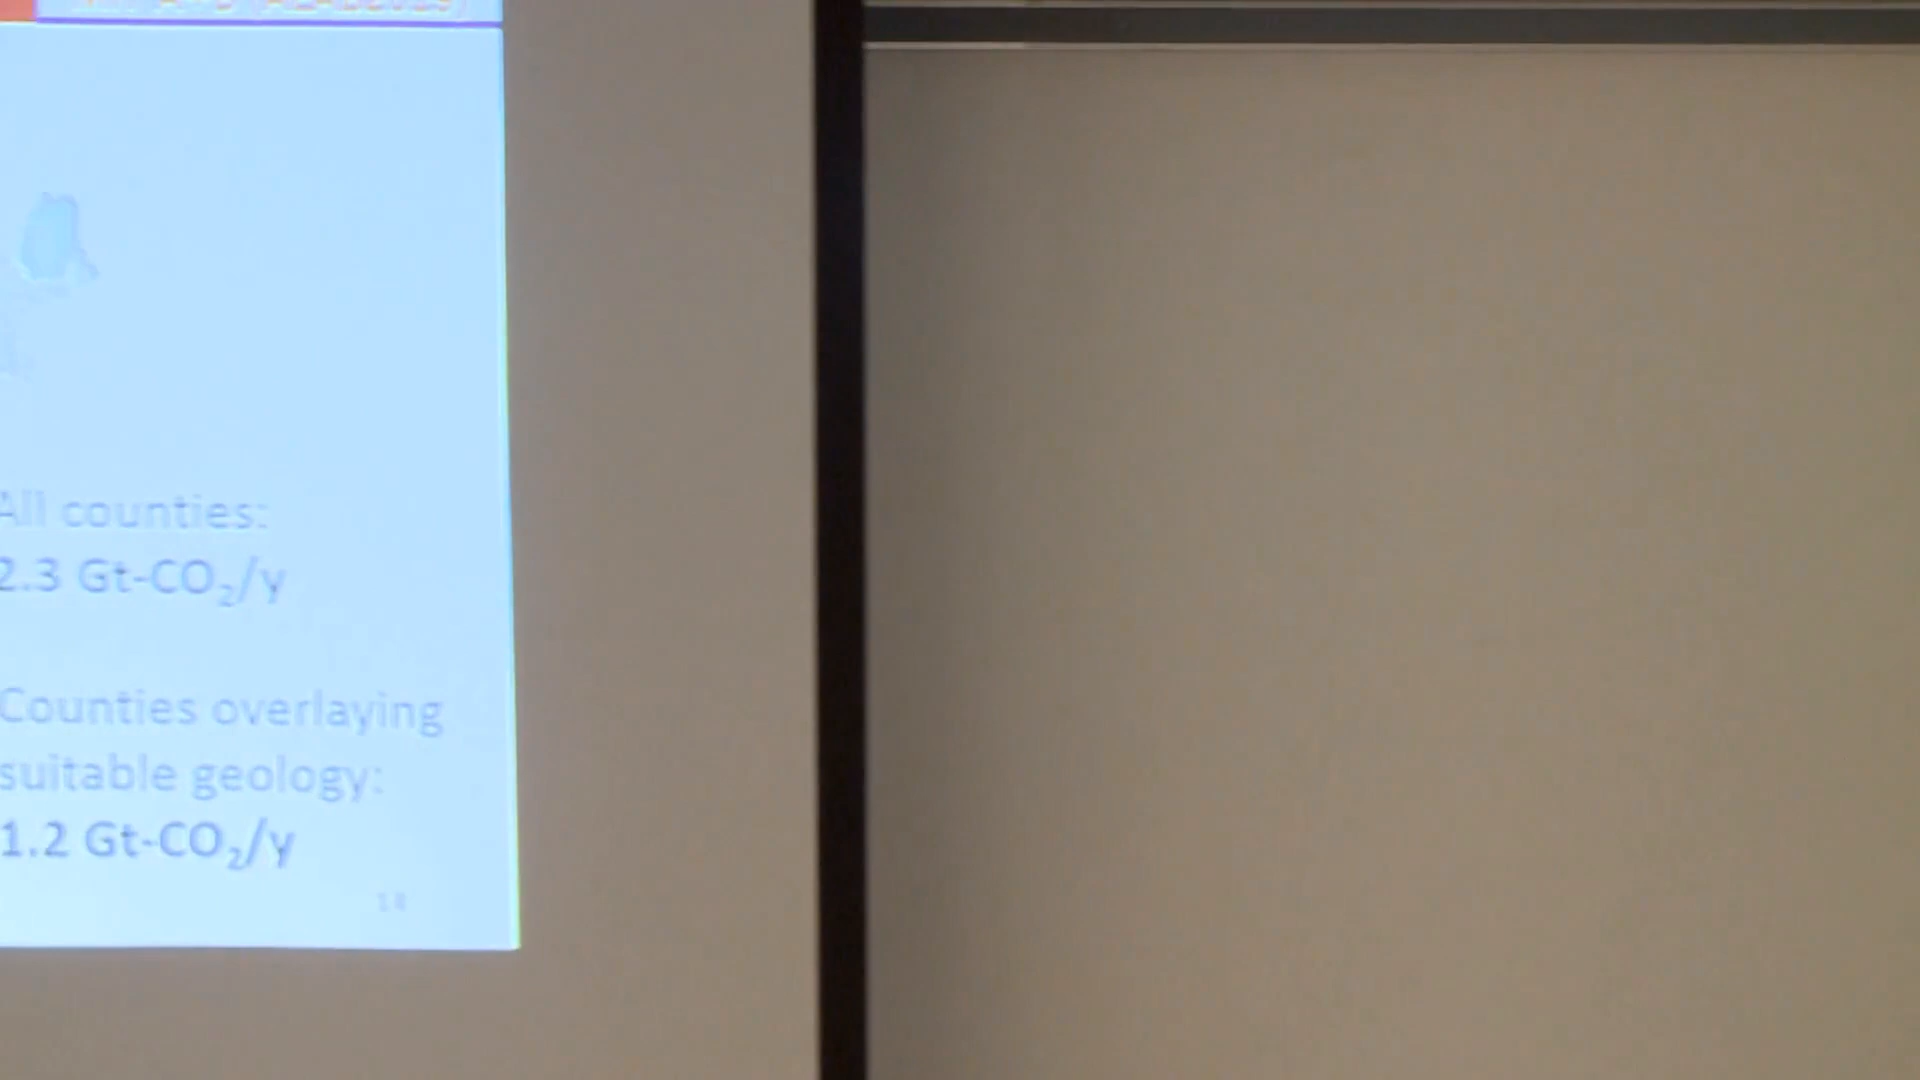 All counties:
2.3 Gt-CO₂/y
Counties overlaying
suitable geology:
1.2 Gt-CO₂/y